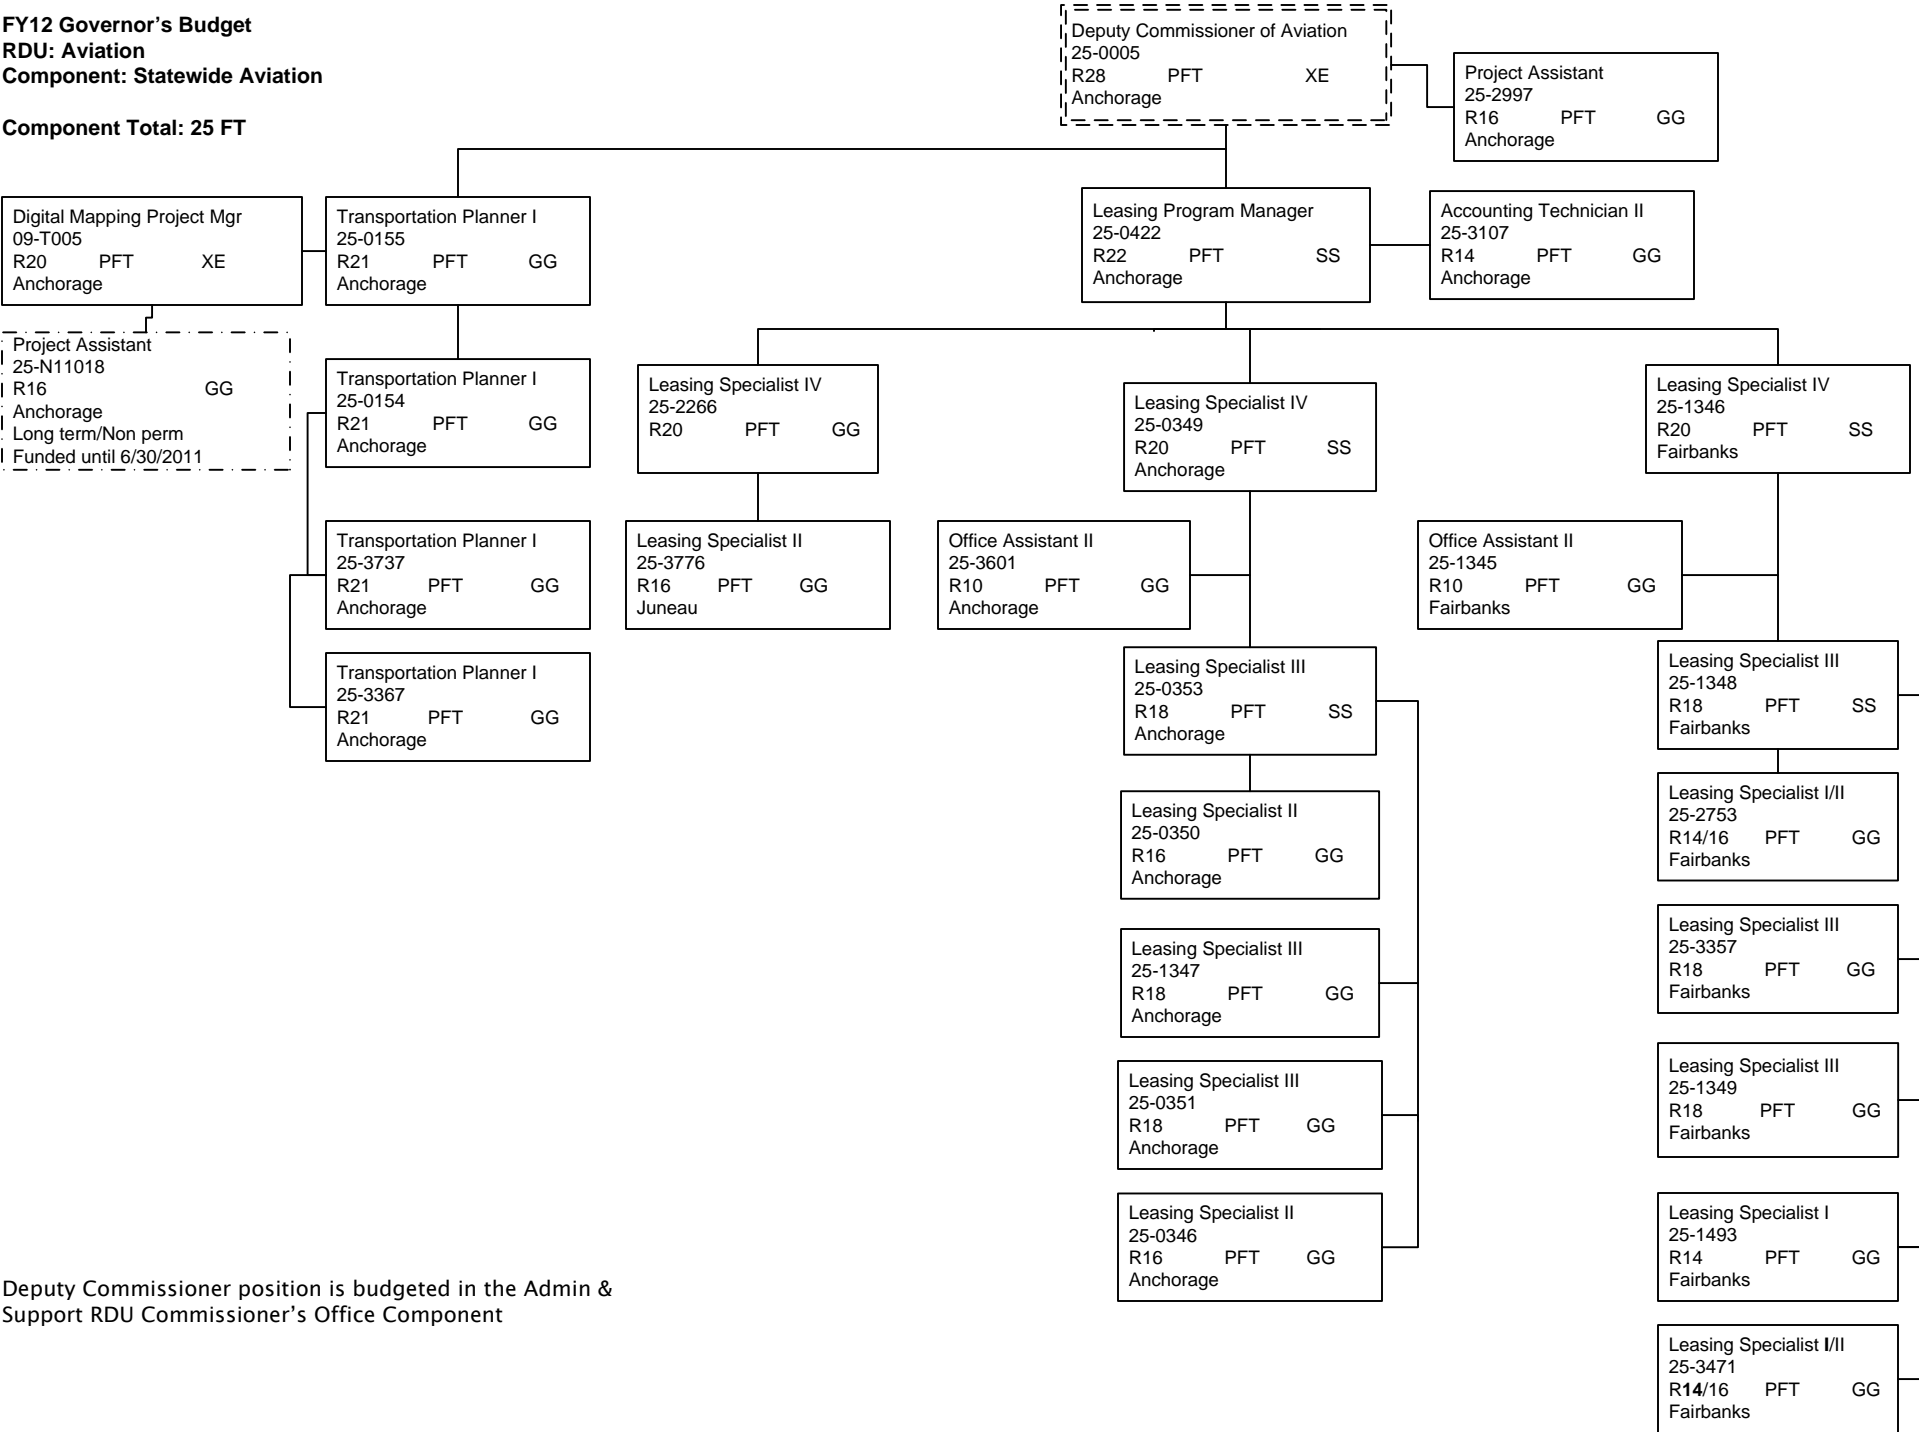 FY12 Governor’s Budget
RDU: Aviation
Component: Statewide Aviation
Component Total: 25 FT
Deputy Commissioner of Aviation
25-0005
R28 PFT XE
Anchorage
Project Assistant
25-2997
R16 PFT GG
Anchorage
Digital Mapping Project Mgr
09-T005
R20 PFT XE
Anchorage
Transportation Planner I
25-0155
R21 PFT GG
Anchorage
Leasing Program Manager
25-0422
R22 PFT SS
Anchorage
Accounting Technician II
25-3107
R14 PFT GG
Anchorage
Project Assistant
25-N11018
R16 GG
Anchorage
Long term/Non perm
Funded until 6/30/2011
Transportation Planner I
25-0154
R21 PFT GG
Anchorage
Leasing Specialist IV
25-2266
R20 PFT GG
Leasing Specialist IV
25-0349
R20 PFT SS
Anchorage
Leasing Specialist IV
25-1346
R20 PFT SS
Fairbanks
Transportation Planner I
25-3737
R21 PFT GG
Anchorage
Leasing Specialist II
25-3776
R16 PFT GG
Juneau
Office Assistant II
25-3601
R10 PFT GG
Anchorage
Office Assistant II
25-1345
R10 PFT GG
Fairbanks
Transportation Planner I
25-3367
R21 PFT GG
Anchorage
Leasing Specialist III
25-0353
R18 PFT SS
Anchorage
Leasing Specialist III
25-1348
R18 PFT SS
Fairbanks
Leasing Specialist II
25-0350
R16 PFT GG
Anchorage
Leasing Specialist I/II
25-2753
R14/16 PFT GG
Fairbanks
Leasing Specialist III
25-1347
R18 PFT GG
Anchorage
Leasing Specialist III
25-3357
R18 PFT GG
Fairbanks
Leasing Specialist III
25-0351
R18 PFT GG
Anchorage
Leasing Specialist III
25-1349
R18 PFT GG
Fairbanks
Leasing Specialist II
25-0346
R16 PFT GG
Anchorage
Leasing Specialist I
25-1493
R14 PFT GG
Fairbanks
Deputy Commissioner position is budgeted in the Admin &
Support RDU Commissioner’s Office Component
Leasing Specialist I/II
25-3471
R14/16 PFT GG
Fairbanks